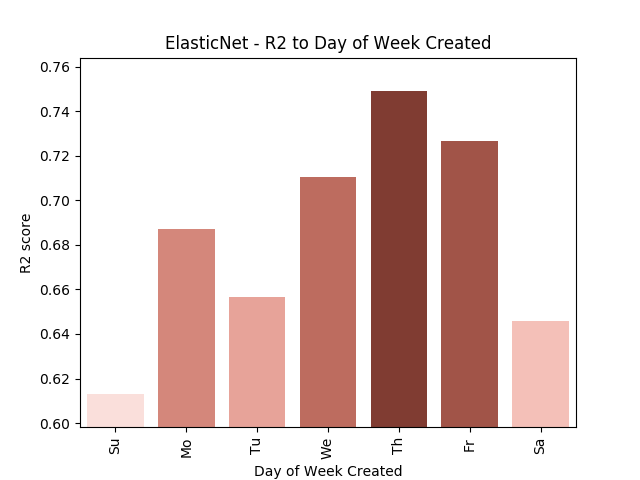 ElasticNet - R2 to Day of Week Created
0.76
0.74
0.72
0.70
0.68
0.66
0.64
0.62
0.60
R2 score
Su
Mo
Tu
We
Th
Fr
Sa
Day of Week Created